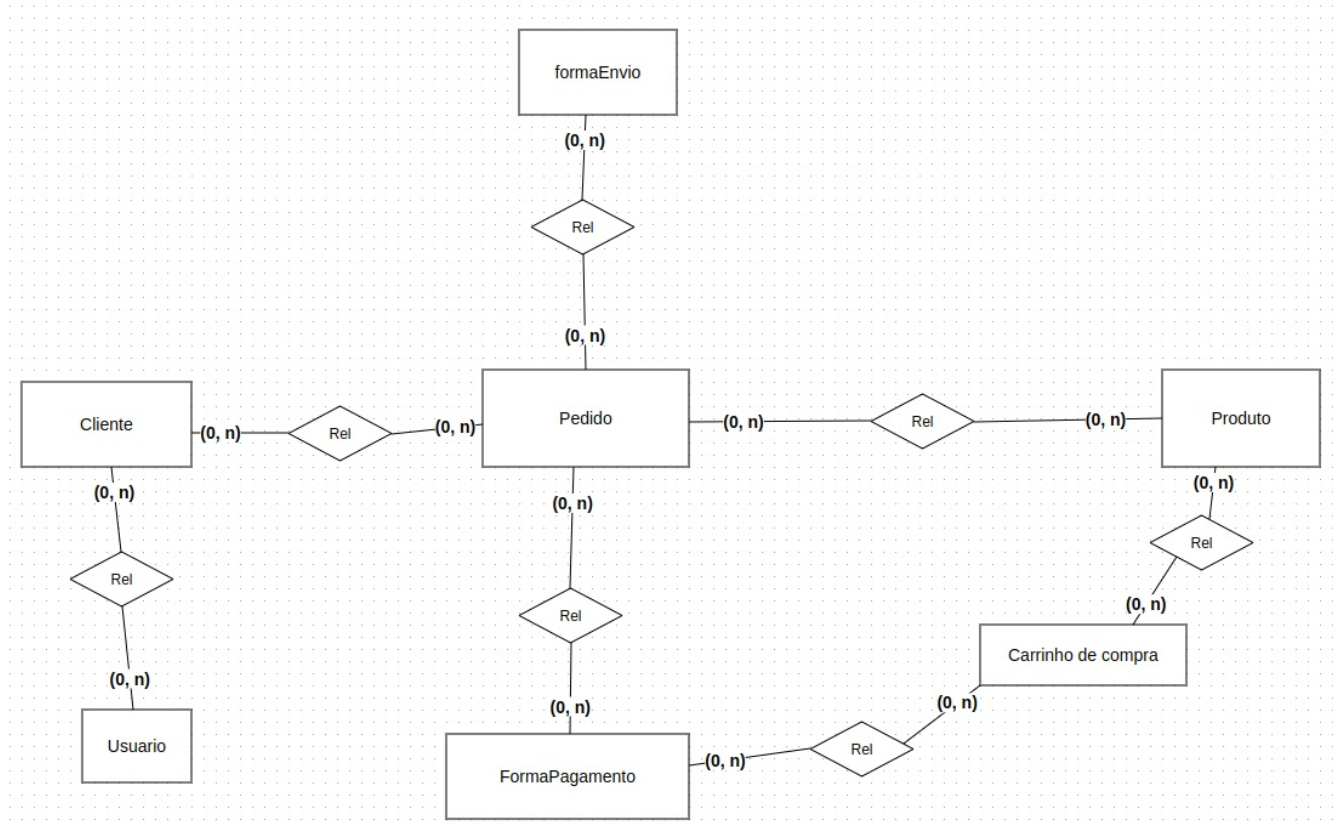 formaEnvio
(0, n)
Rel
(0, n)
Cliente
(0, n)
Rel
(0, n)
Pedido
(0, n)
Rel
(0, n)
Produto
(0, n)
Rel
(0, n)
Usuario
(0, n)
Rel
(0, n)
FormaPagamento
(0, n)
Rel
(0, n)
Carrinho de compra
(0, n)
Rel
(0, n)